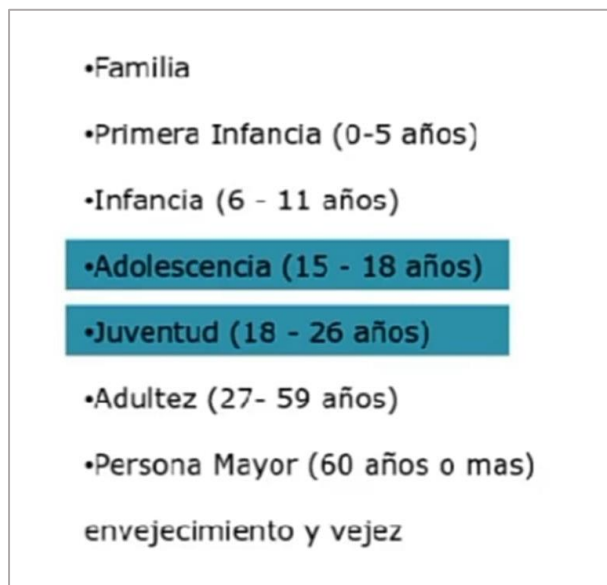 •Familia
•Primera Infancia (0-5 años)
•Infancia (6 - 11 años)
•Adolescencia (15 - 18 años)
•Juventud (18 - 26 años)
•Adultez (27- 59 años)
•Persona Mayor (60 años o mas)
envejecimiento y vejez